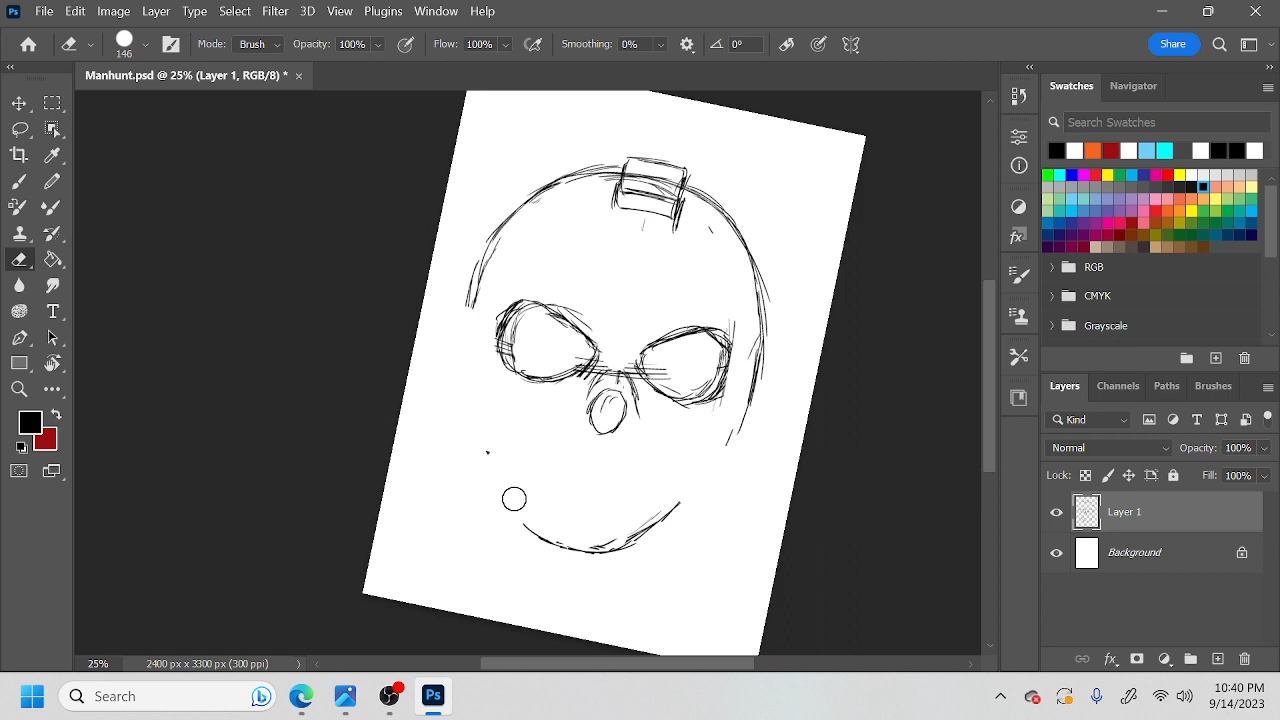 Ps File Edit Image Layer Type Select Filter 3D View Plugins Window Help
146 Mode: Brush Opacity: 100% Flow: 100% Smoothing: 0% 0° Share
Manhunt.psd @ 25% (Layer 1, RGB/8) * ×
Swatches Navigator
Search Swatches
RGB
CMYK
Grayscale
Layers Channels Paths Brushes
Kind
Normal Opacity: 100%
Lock: Fill: 100%
Layer 1
Background
25% 2400 px x 3300 px (300 ppi)
Search Ps 10:40 PM
9/14/2023